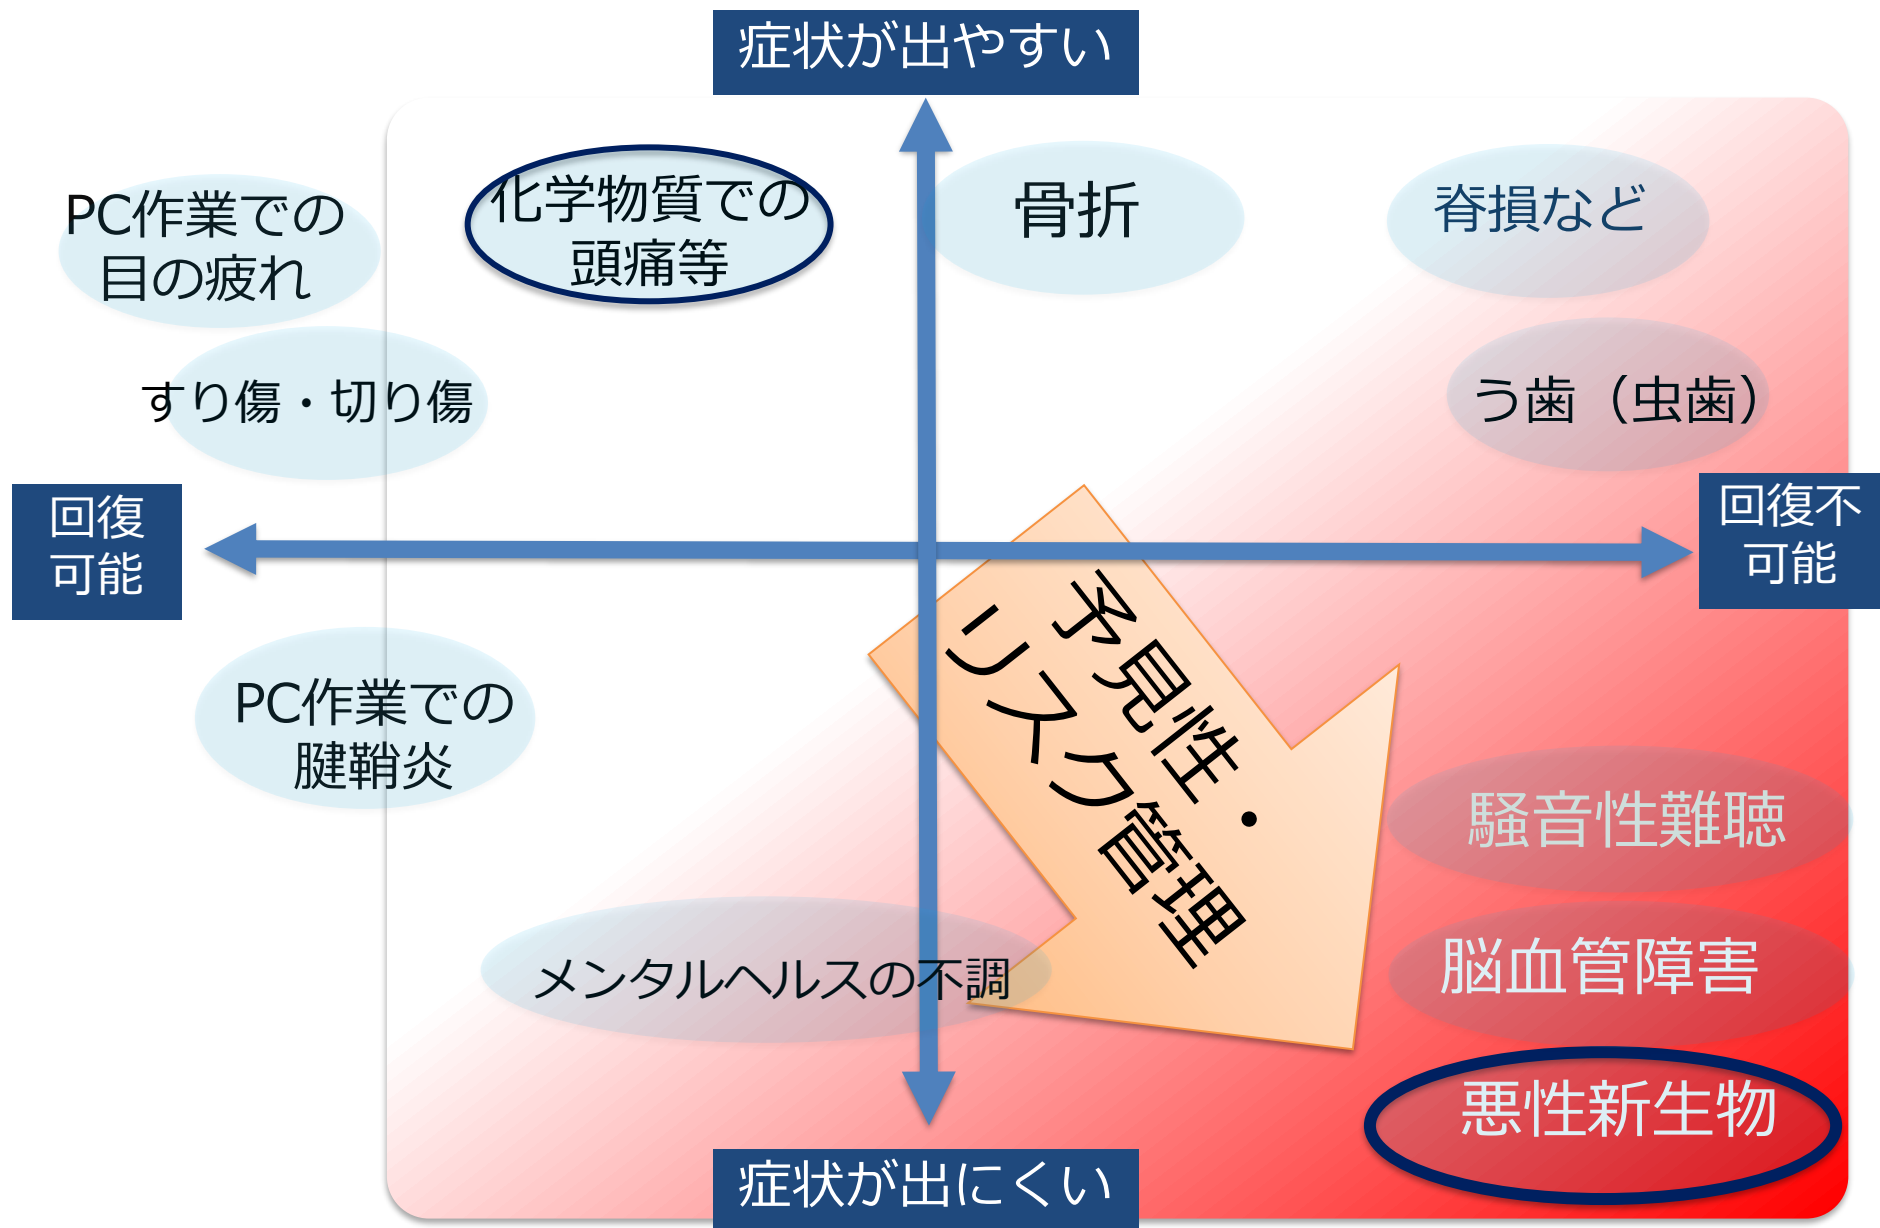 症状が出やすい
PC作業での
目の疲れ
化学物質での
頭痛等
骨折
脊損など
すり傷・切り傷
う歯（虫歯）
回復
可能
回復不
可能
予見性・
リスク管理
PC作業での
腱鞘炎
騒音性難聴
メンタルヘルスの不調
脳血管障害
悪性新生物
症状が出にくい